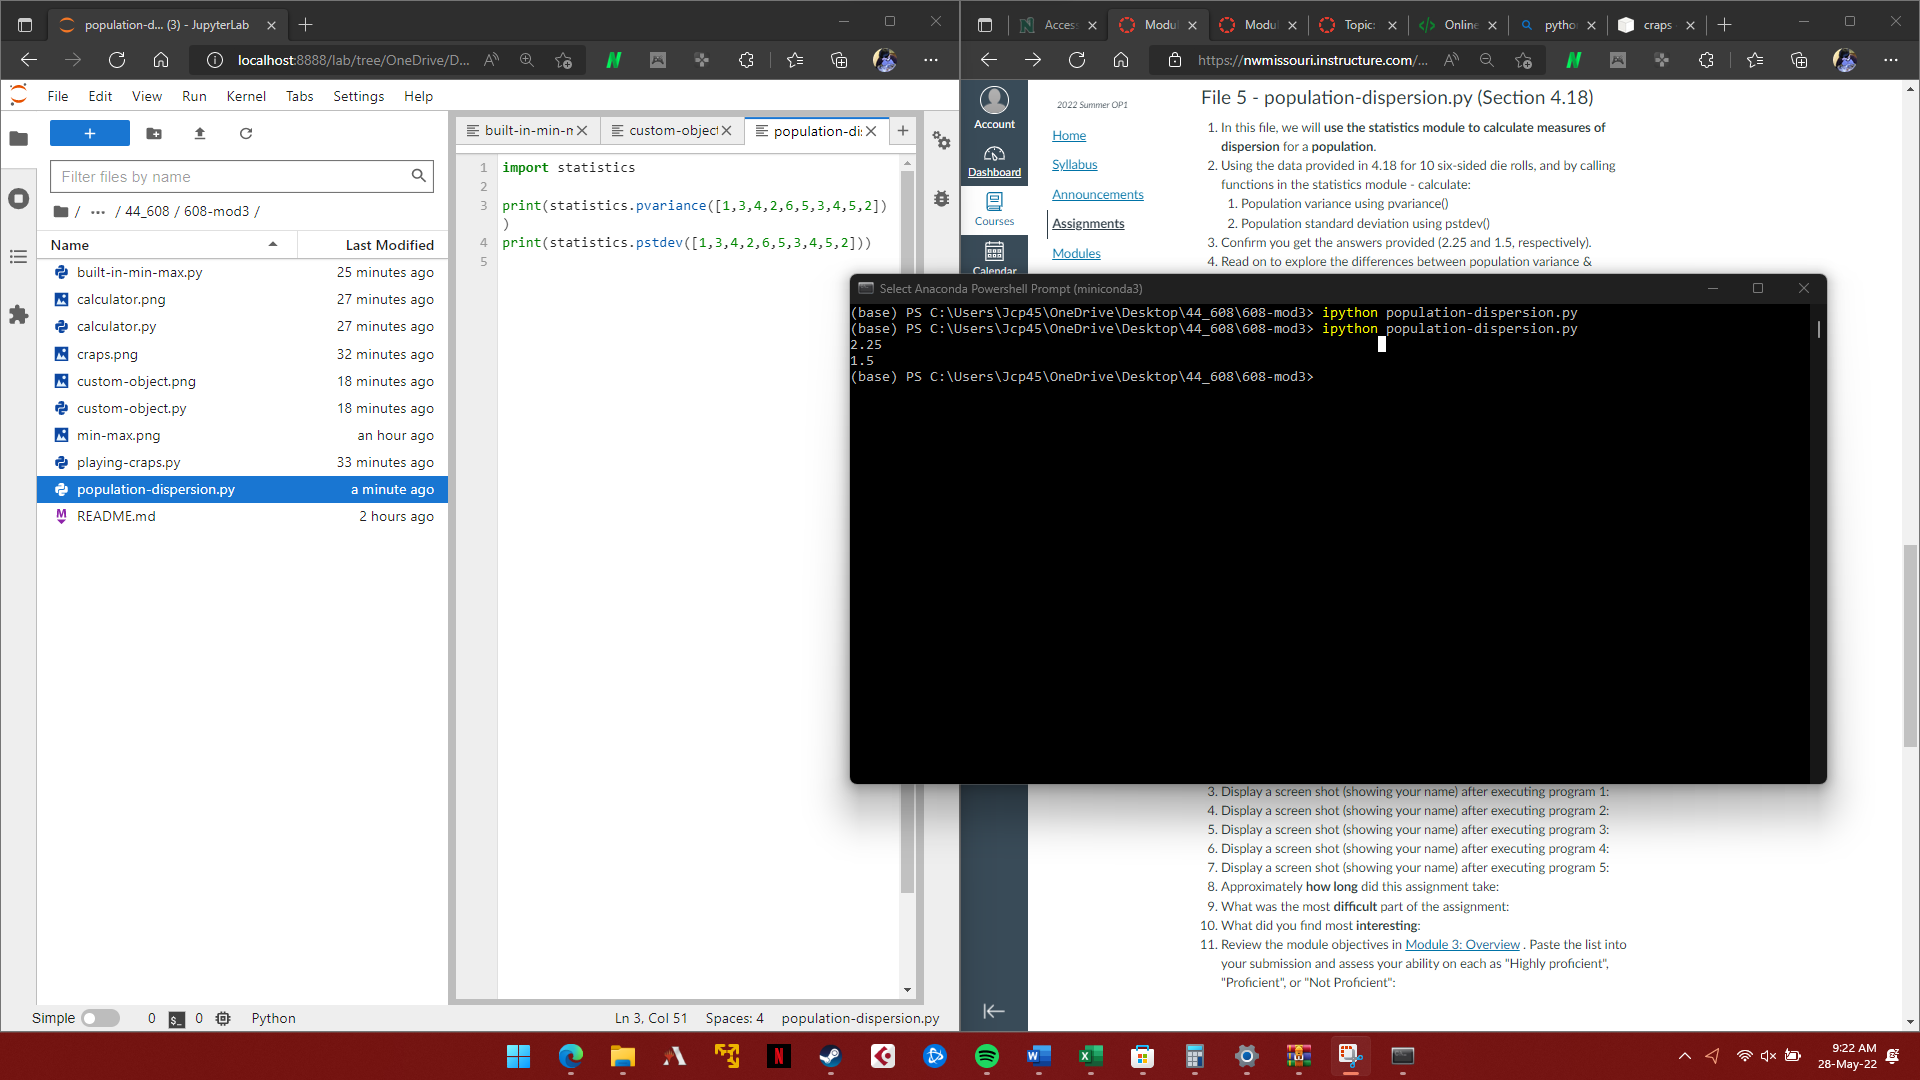 population-d... (3) - JupyterLab
localhost:8888/lab/tree/OneDrive/D...
File Edit View Run Kernel Tabs Settings Help
Filter files by name
/ ... / 44_608 / 608-mod3 /
Name Last Modified
built-in-min-max.py 25 minutes ago
calculator.png 27 minutes ago
calculator.py 27 minutes ago
craps.png 32 minutes ago
custom-object.png 18 minutes ago
custom-object.py 18 minutes ago
min-max.png an hour ago
playing-craps.py 33 minutes ago
population-dispersion.py a minute ago
README.md 2 hours ago
built-in-min-m custom-object population-di
1 import statistics
2
3 print(statistics.pvariance([1,3,4,2,6,5,3,4,5,2])
)
4 print(statistics.pstdev([1,3,4,2,6,5,3,4,5,2]))
5
Simple 0 $_ 0 Python Ln 3, Col 51 Spaces: 4 population-dispersion.py
Acces Modu Modu Topic: Online pytho craps
https://nwmissouri.instructure.com/...
Account
Dashboard
Courses
Calendar
2022 Summer OP1
Home
Syllabus
Announcements
Assignments
Modules
File 5 - population-dispersion.py (Section 4.18)
1. In this file, we will use the statistics module to calculate measures of
dispersion for a population.
2. Using the data provided in 4.18 for 10 six-sided die rolls, and by calling
functions in the statistics module - calculate:
1. Population variance using pvariance()
2. Population standard deviation using pstdev()
3. Confirm you get the answers provided (2.25 and 1.5, respectively).
4. Read on to explore the differences between population variance &
Select Anaconda Powershell Prompt (miniconda3)
(base) PS C:\Users\Jcp45\OneDrive\Desktop\44_608\608-mod3> ipython population-dispersion.py
(base) PS C:\Users\Jcp45\OneDrive\Desktop\44_608\608-mod3> ipython population-dispersion.py
2.25
1.5
(base) PS C:\Users\Jcp45\OneDrive\Desktop\44_608\608-mod3>
3. Display a screen shot (showing your name) after executing program 1:
4. Display a screen shot (showing your name) after executing program 2:
5. Display a screen shot (showing your name) after executing program 3:
6. Display a screen shot (showing your name) after executing program 4:
7. Display a screen shot (showing your name) after executing program 5:
8. Approximately how long did this assignment take:
9. What was the most difficult part of the assignment:
10. What did you find most interesting:
11. Review the module objectives in Module 3: Overview . Paste the list into
your submission and assess your ability on each as "Highly proficient",
"Proficient", or "Not Proficient":
9:22 AM
28-May-22